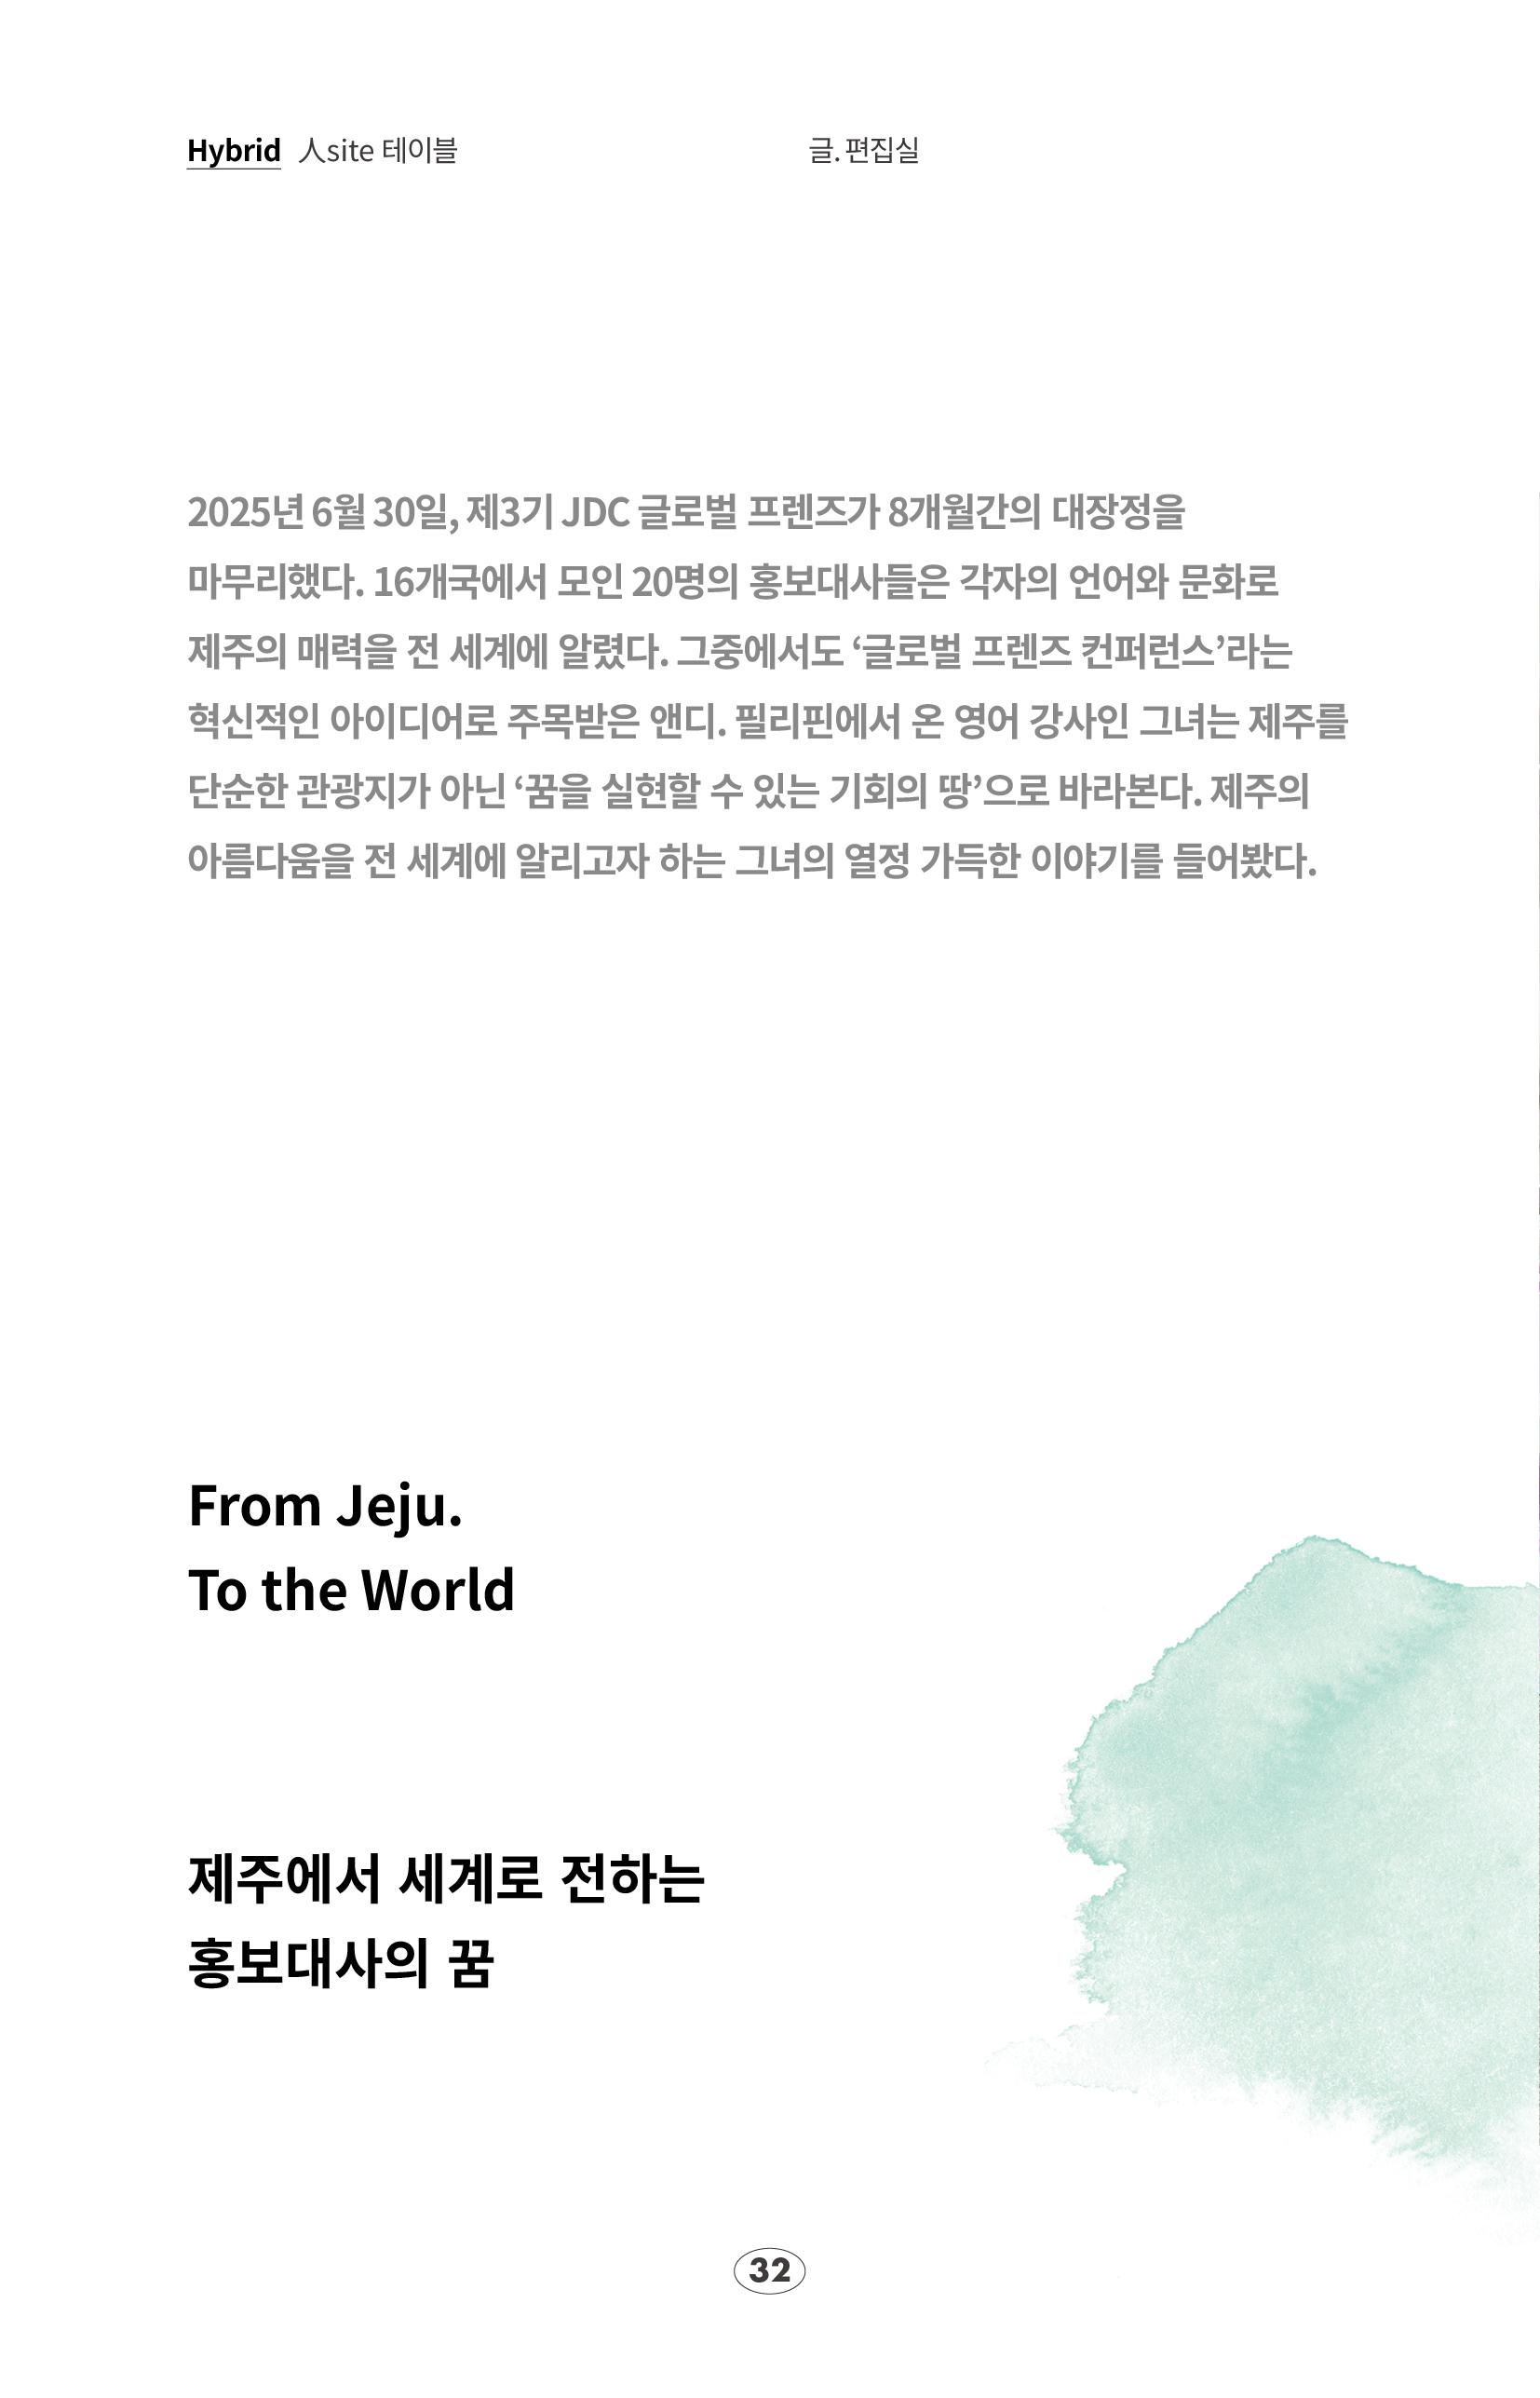 Hybrid 人site 테이블
글. 편집실
2025년 6월 30일, 제3기 JDC 글로벌 프렌즈가 8개월간의 대장정을
마무리했다. 16개국에서 모인 20명의 홍보대사들은 각자의 언어와 문화로
제주의 매력을 전 세계에 알렸다. 그중에서도 ‘글로벌 프렌즈 컨퍼런스’라는
혁신적인 아이디어로 주목받은 앤디. 필리핀에서 온 영어 강사인 그녀는 제주를
단순한 관광지가 아닌 ‘꿈을 실현할 수 있는 기회의 땅’으로 바라본다. 제주의
아름다움을 전 세계에 알리고자 하는 그녀의 열정 가득한 이야기를 들어봤다.
From Jeju.
To the World
제주에서 세계로 전하는
홍보대사의 꿈
32